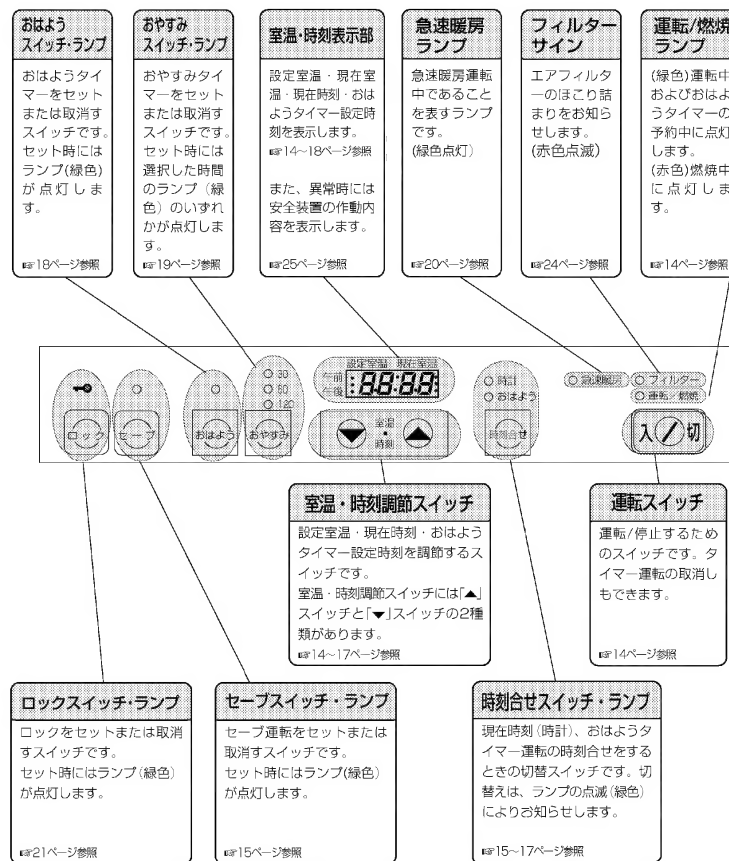 おはよう
スイッチ・ランプ
おはようタイ
マーをセット
または取消す
スイッチです。
セット時には
ランプ(緑色)
が点灯しま
す。
☞18ページ参照
おやすみ
スイッチ・ランプ
おやすみタイ
マーをセット
または取消す
スイッチです。
セット時には
選択した時間
のランプ（緑
色）のいずれ
かが点灯しま
す。
☞19ページ参照
室温・時刻表示部
設定室温・現在室
温・現在時刻・おは
ようタイマー設定時
刻を表示します。
☞14～18ページ参照
また、異常時には
安全装置の作動内
容を表示します。
☞25ページ参照
急速暖房
ランプ
急速暖房運転
中であること
を表すランプ
です。
(緑色点灯)
☞20ページ参照
フィルター
サイン
エアフィルタ
ーのほこり詰
まりをお知ら
せします。
(赤色点滅)
☞24ページ参照
運転/燃焼
ランプ
(緑色)運転中
およびおはよ
うタイマーの
予約中に点灯
します。
(赤色)燃焼中
に点灯しま
す。
☞14ページ参照
設定室温 現在室温
午前
午後
88:88
30
60
120
時計
おはよう
急速暖房
フィルター
運転／燃焼
ロック
セーブ
おはよう
おやすみ
▼
室温
・
時刻
▲
時刻合せ
入／切
室温・時刻調節スイッチ
設定室温・現在時刻・おはよう
タイマー設定時刻を調節するス
イッチです。
室温・時刻調節スイッチには「▲」
スイッチと「▼」スイッチの2種
類があります。
☞14～17ページ参照
運転スイッチ
運転/停止するため
のスイッチです。タ
イマー運転の取消し
もできます。
☞14ページ参照
ロックスイッチ・ランプ
ロックをセットまたは取消
すスイッチです。
セット時にはランプ(緑色)
が点灯します。
☞21ページ参照
セーブスイッチ・ランプ
セーブ運転をセットまたは
取消すスイッチです。
セット時にはランプ(緑色)
が点灯します。
☞15ページ参照
時刻合せスイッチ・ランプ
現在時刻(時計)、おはようタ
イマー運転の時刻合せをする
ときの切替スイッチです。切
替えは、ランプの点滅(緑色)
によりお知らせします。
☞15～17ページ参照